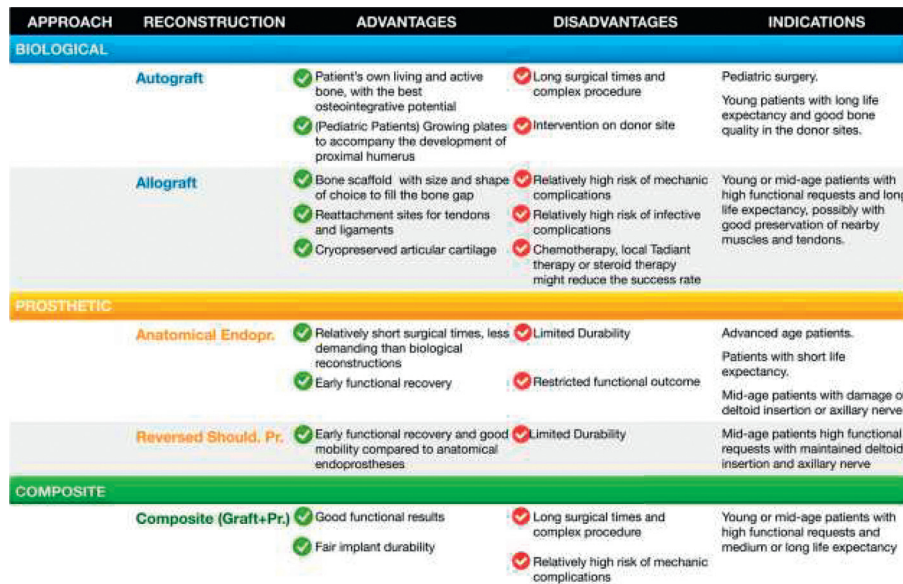 APPROACH RECONSTRUCTION ADVANTAGES DISADVANTAGES INDICATIONS
BIOLOGICAL
Autograft
Patient's own living and active
bone, with the best
osteointegrative potential
(Pediatric Patients) Growing plates
to accompany the development of
proximal humerus
Long surgical times and
complex procedure
Intervention on donor site
Pediatric surgery.
Young patients with long life
expectancy and good bone
quality in the donor sites.
Allograft
Bone scaffold with size and shape
of choice to fill the bone gap
Reattachment sites for tendons
and ligaments
Cryopreserved articular cartilage
Relatively high risk of mechanic
complications
Relatively high risk of infective
complications
Chemotherapy, local Tadiant
therapy or steroid therapy
might reduce the success rate
Young or mid-age patients with
high functional requests and long
life expectancy, possibly with
good preservation of nearby
muscles and tendons.
PROSTHETIC
Anatomical Endopr.
Relatively short surgical times, less
demanding than biological
reconstructions
Early functional recovery
Limited Durability
Restricted functional outcome
Advanced age patients.
Patients with short life
expectancy.
Mid-age patients with damage o
deltoid insertion or axillary nerve
Reversed Should. Pr.
Early functional recovery and good
mobility compared to anatomical
endoprostheses
Limited Durability
Mid-age patients high functional
requests with maintained deltoid
insertion and axillary nerve
COMPOSITE
Composite (Graft+Pr.)
Good functional results
Fair implant durability
Long surgical times and
complex procedure
Relatively high risk of mechanic
complications
Young or mid-age patients with
high functional requests and
medium or long life expectancy